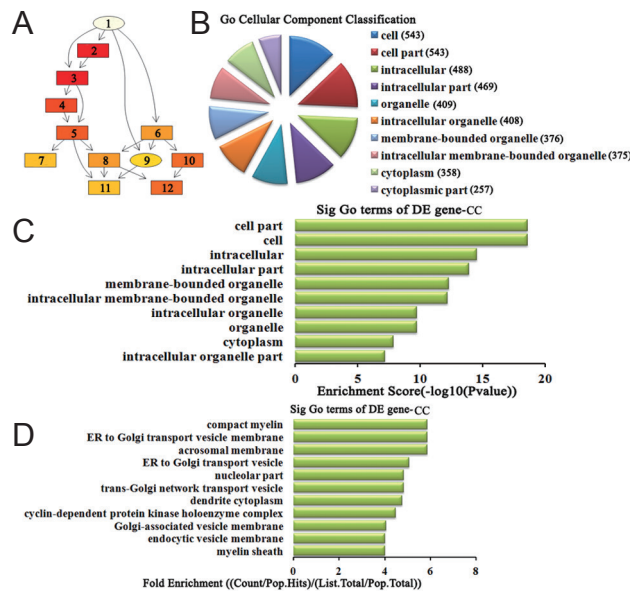 A
1
2
3
4
5
6
7
8
9
10
11
12
B
Go Cellular Component Classification
cell (543)
cell part (543)
intracellular (488)
intracellular part (469)
organelle (409)
intracellular organelle (408)
membrane-bounded organelle (376)
intracellular membrane-bounded organelle (375)
cytoplasm (358)
cytoplasmic part (257)
C
Sig Go terms of DE gene-CC
cell part
cell
intracellular
intracellular part
membrane-bounded organelle
intracellular membrane-bounded organelle
intracellular organelle
organelle
cytoplasm
intracellular organelle part
0 5 10 15 20
Enrichment Score(-log10(Pvalue))
D
Sig Go terms of DE gene-CC
compact myelin
ER to Golgi transport vesicle membrane
acrosomal membrane
ER to Golgi transport vesicle
nucleolar part
trans-Golgi network transport vesicle
dendrite cytoplasm
cyclin-dependent protein kinase holoenzyme complex
Golgi-associated vesicle membrane
endocytic vesicle membrane
myelin sheath
0 2 4 6 8
Fold Enrichment ((Count/Pop.Hits)/(List.Total/Pop.Total))